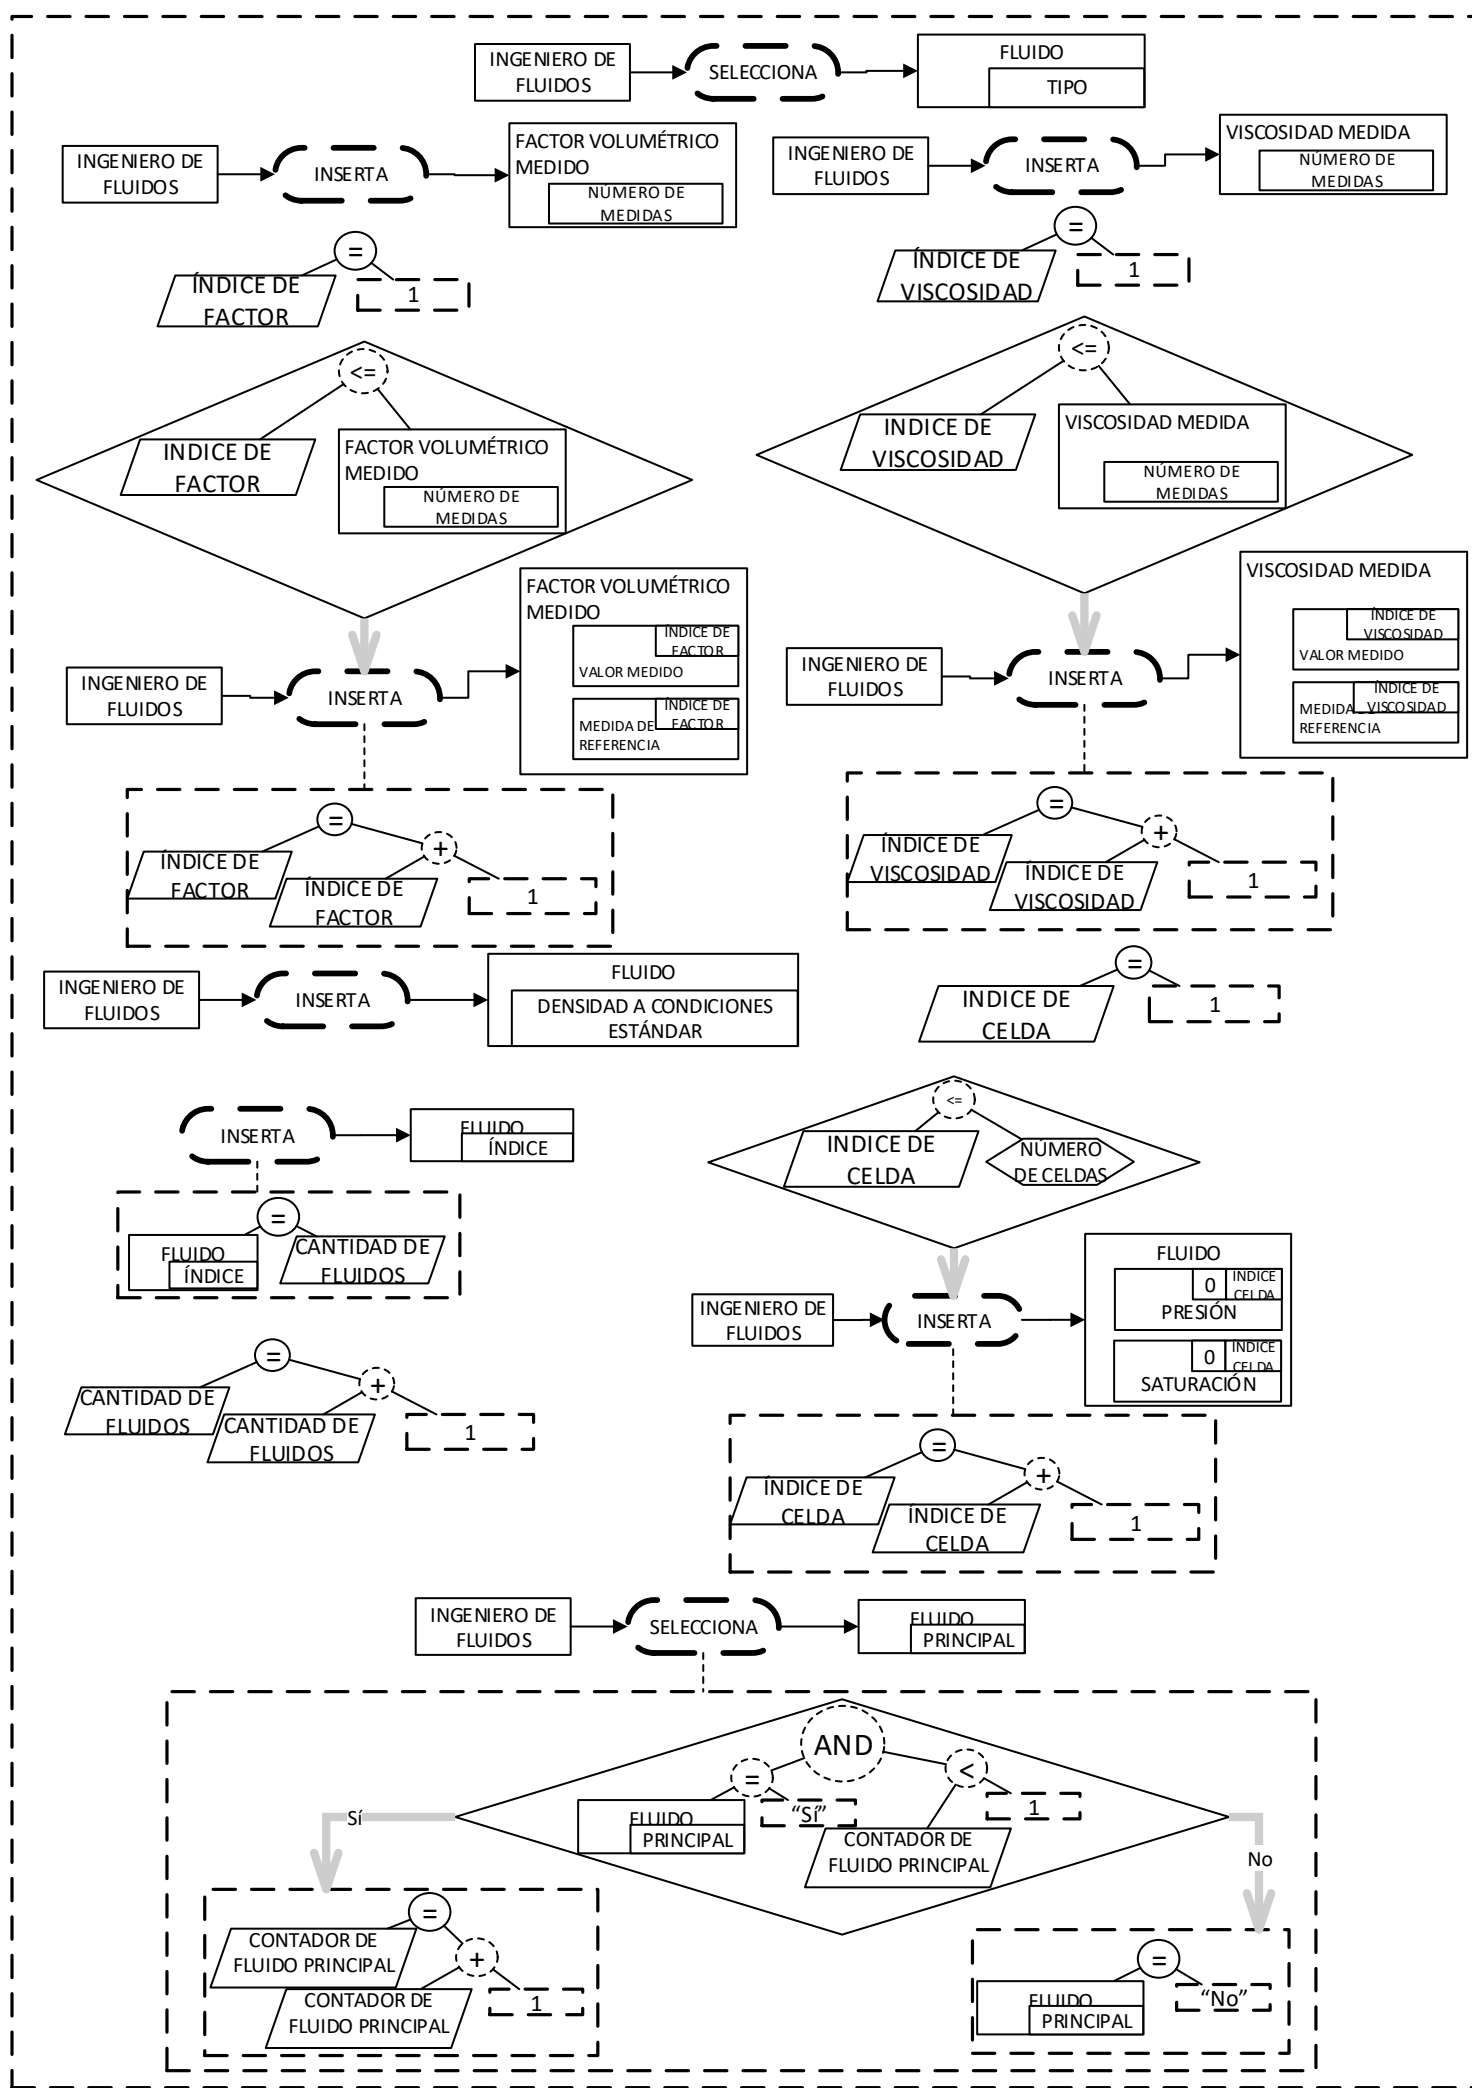 INGENIERO DE
FLUIDOS
SELECCIONA
FLUIDO
TIPO
INGENIERO DE
FLUIDOS
INSERTA
FACTOR VOLUMÉTRICO
MEDIDO
NÚMERO DE
MEDIDAS
INGENIERO DE
FLUIDOS
INSERTA
VISCOSIDAD MEDIDA
NÚMERO DE
MEDIDAS
=
ÍNDICE DE
FACTOR
1
=
ÍNDICE DE
VISCOSIDAD
1
<=
INDICE DE
FACTOR
FACTOR VOLUMÉTRICO
MEDIDO
NÚMERO DE
MEDIDAS
<=
INDICE DE
VISCOSIDAD
VISCOSIDAD MEDIDA
NÚMERO DE
MEDIDAS
INGENIERO DE
FLUIDOS
INSERTA
FACTOR VOLUMÉTRICO
MEDIDO
ÍNDICE DE
FACTOR
VALOR MEDIDO
ÍNDICE DE
FACTOR
MEDIDA DE
REFERENCIA
INGENIERO DE
FLUIDOS
INSERTA
VISCOSIDAD MEDIDA
ÍNDICE DE
VISCOSIDAD
VALOR MEDIDO
ÍNDICE DE
VISCOSIDAD
MEDIDA
REFERENCIA
=
ÍNDICE DE
FACTOR
+
ÍNDICE DE
FACTOR
1
=
ÍNDICE DE
VISCOSIDAD
+
ÍNDICE DE
VISCOSIDAD
1
INGENIERO DE
FLUIDOS
INSERTA
FLUIDO
DENSIDAD A CONDICIONES
ESTÁNDAR
=
INDICE DE
CELDA
1
INSERTA
FLUIDO
ÍNDICE
=
FLUIDO
ÍNDICE
CANTIDAD DE
FLUIDOS
<=
INDICE DE
CELDA
NÚMERO
DE CELDAS
INGENIERO DE
FLUIDOS
INSERTA
FLUIDO
0
INDICE
CELDA
PRESIÓN
0
INDICE
CELDA
SATURACIÓN
=
CANTIDAD DE
FLUIDOS
+
CANTIDAD DE
FLUIDOS
1
=
ÍNDICE DE
CELDA
+
ÍNDICE DE
CELDA
1
INGENIERO DE
FLUIDOS
SELECCIONA
FLUIDO
PRINCIPAL
AND
=
FLUIDO
PRINCIPAL
“Sí”
<
CONTADOR DE
FLUIDO PRINCIPAL
1
Sí
No
=
CONTADOR DE
FLUIDO PRINCIPAL
+
CONTADOR DE
FLUIDO PRINCIPAL
1
=
FLUIDO
PRINCIPAL
“No”